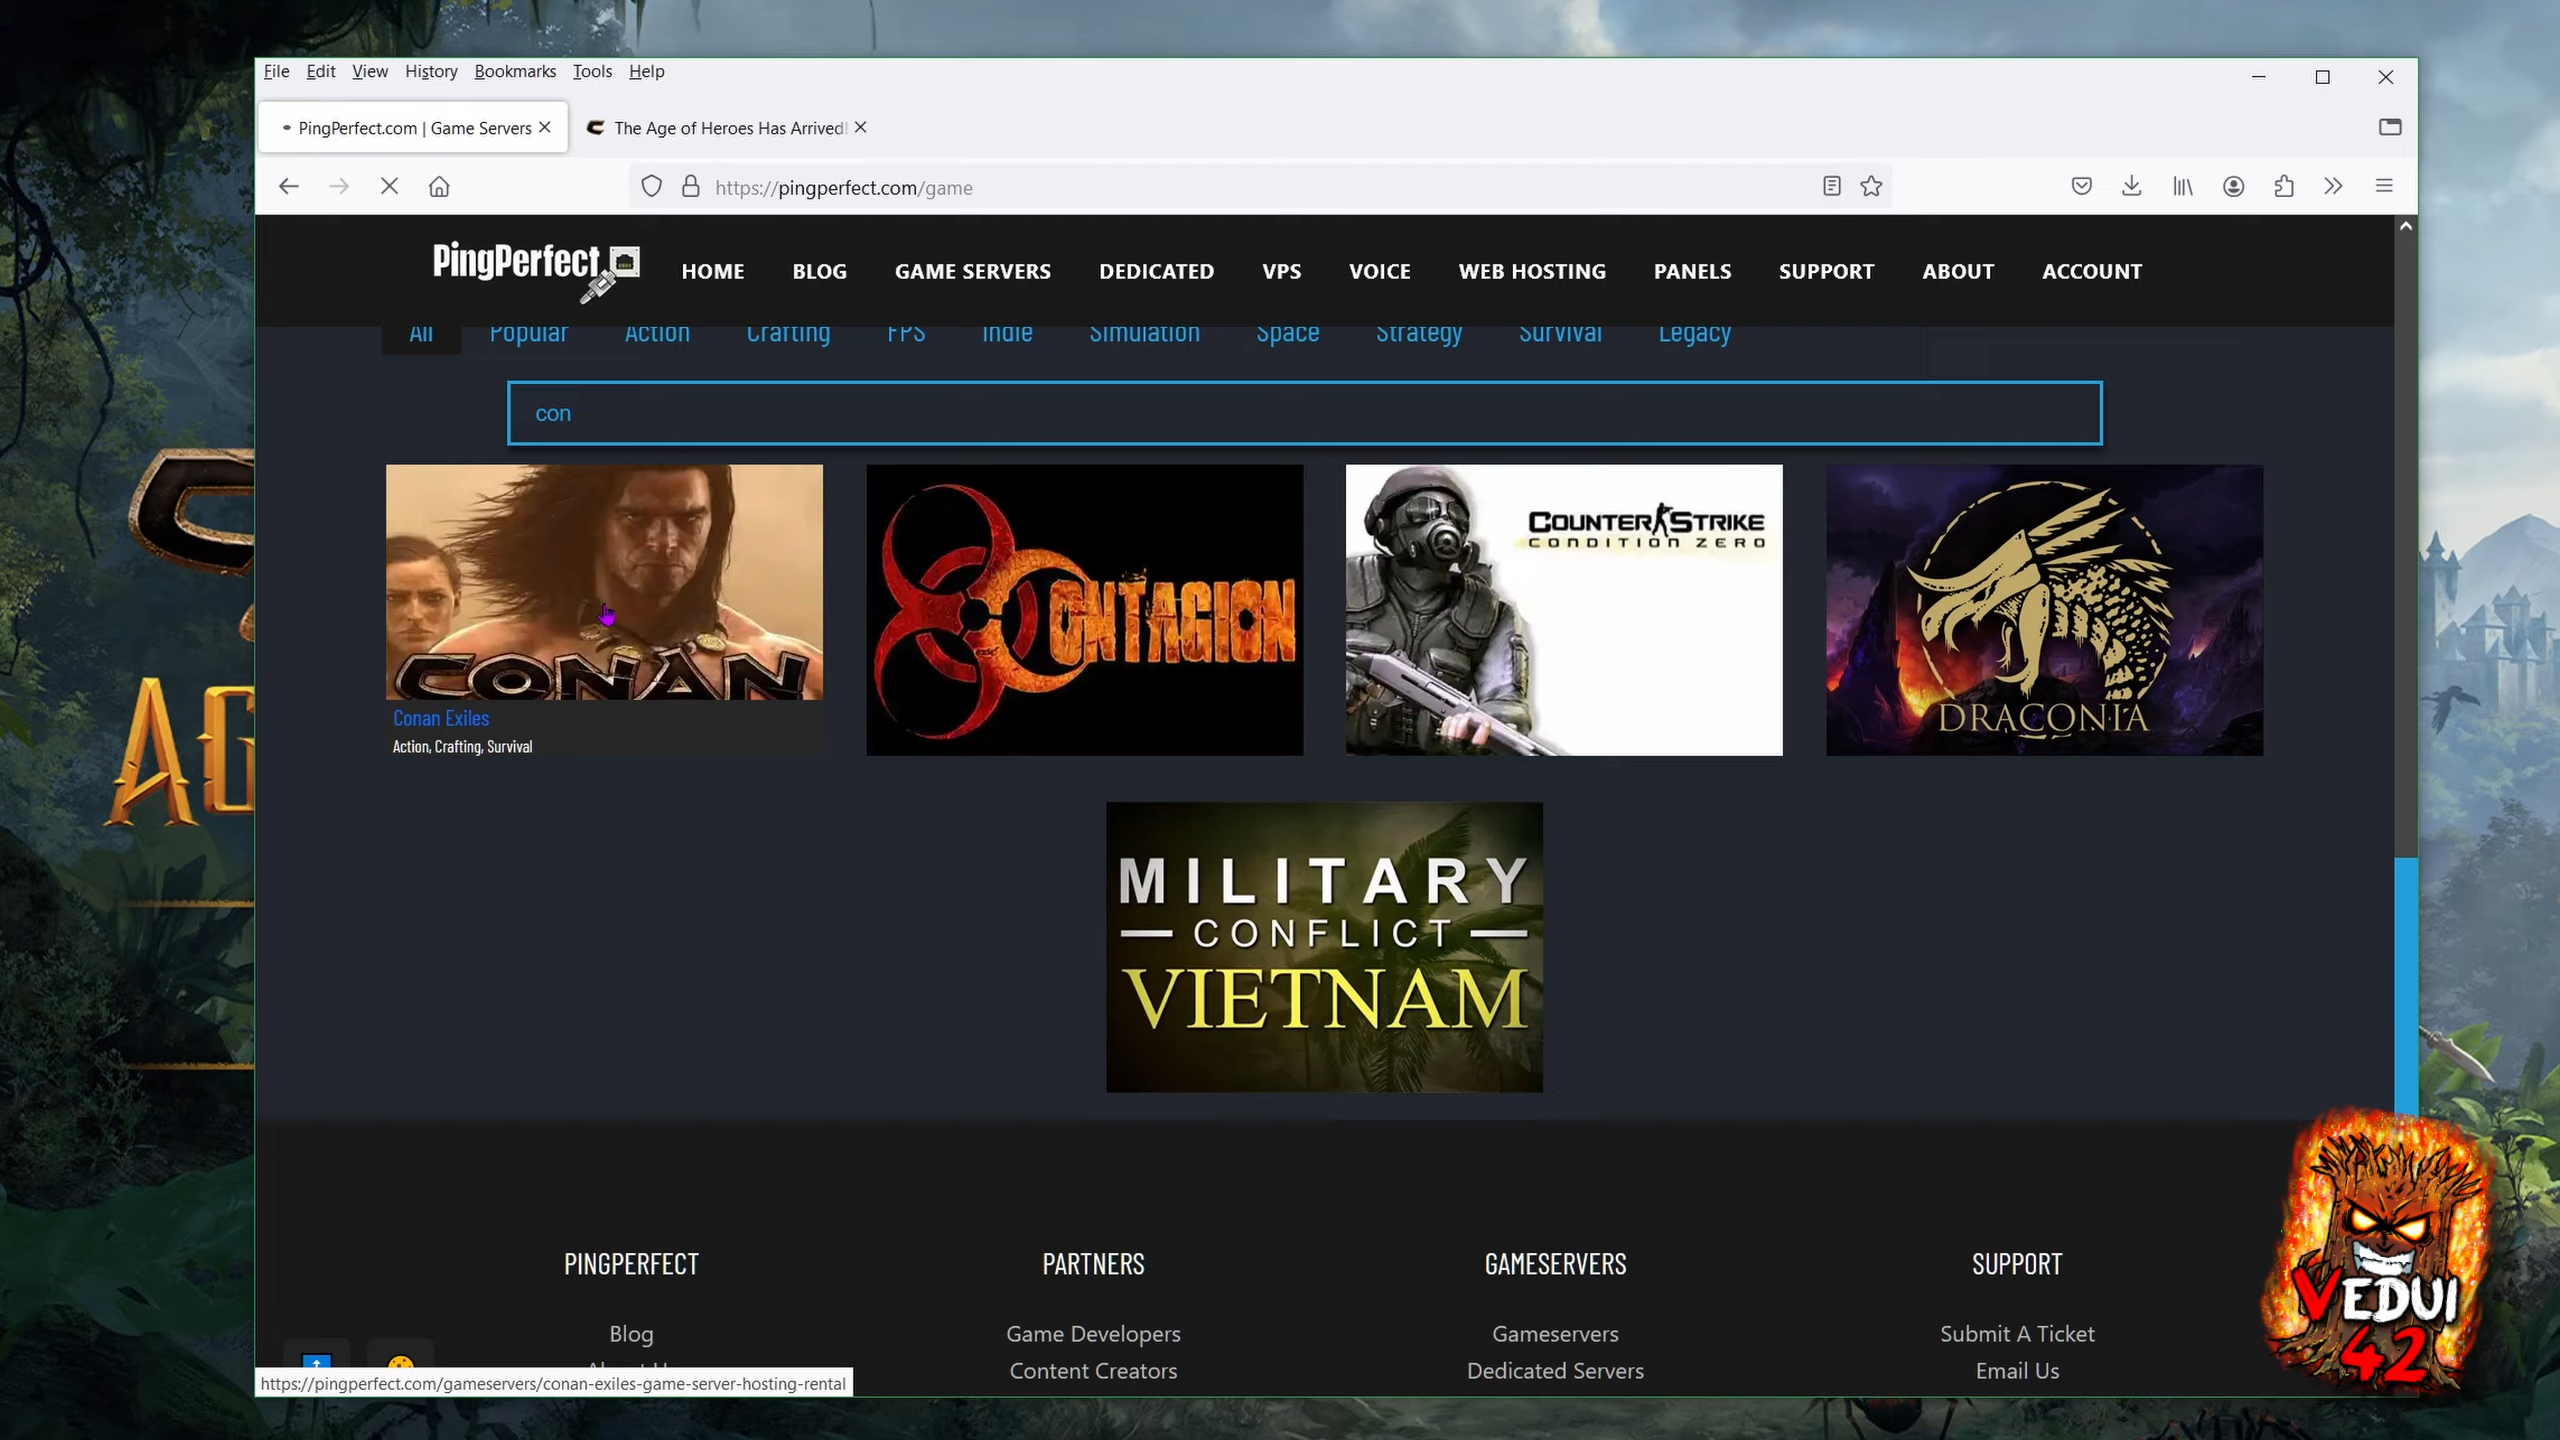 File Edit View History Bookmarks Tools Help
PingPerfect.com | Game Servers
The Age of Heroes Has Arrived!
https://pingperfect.com/game
PingPerfect
HOME BLOG GAME SERVERS DEDICATED VPS VOICE WEB HOSTING PANELS SUPPORT ABOUT ACCOUNT
All Popular Action Crafting FPS Indie Simulation Space Strategy Survival Legacy
con
CONAN
Conan Exiles
Action, Crafting, Survival
CONTAGION
COUNTER STRIKE
CONDITION ZERO
DRACONIA
MILITARY
CONFLICT
VIETNAM
PINGPERFECT
Blog
PARTNERS
Game Developers
Content Creators
GAMESERVERS
Gameservers
Dedicated Servers
SUPPORT
Submit A Ticket
Email Us
https://pingperfect.com/gameservers/conan-exiles-game-server-hosting-rental
VEDUI
42